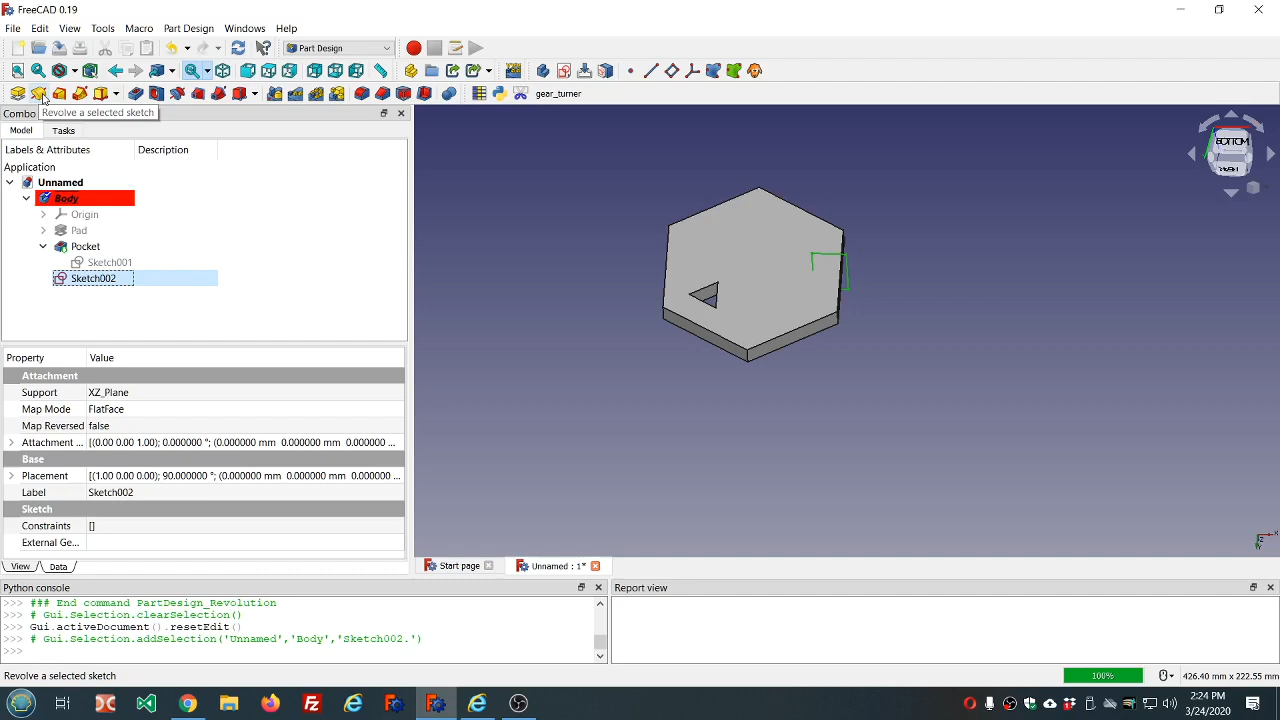 FreeCAD 0.19
File Edit View Tools Macro Part Design Windows Help
Part Design
gear_turner
Combo
Revolve a selected sketch
Model Tasks
Labels & Attributes Description
Application
Unnamed
Body
Origin
Pad
Pocket
Sketch001
Sketch002
Property Value
Attachment
Support XZ_Plane
Map Mode FlatFace
Map Reversed false
Attachment ... [(0.00 0.00 1.00); 0.000000 °; (0.000000 mm 0.000000 mm 0.000000 ...
Base
Placement [(1.00 0.00 0.00); 90.000000 °; (0.000000 mm 0.000000 mm 0.000000 ...
Label Sketch002
Sketch
Constraints []
External Ge...
View Data
BOTTOM
Start page Unnamed : 1*
Python console
>>> ### End command PartDesign_Revolution
>>> # Gui.Selection.clearSelection()
>>> Gui.activeDocument().resetEdit()
>>> # Gui.Selection.addSelection('Unnamed','Body','Sketch002.')
>>>
Report view
Revolve a selected sketch
100%
426.40 mm x 222.55 mm
2:24 PM
3/24/2020